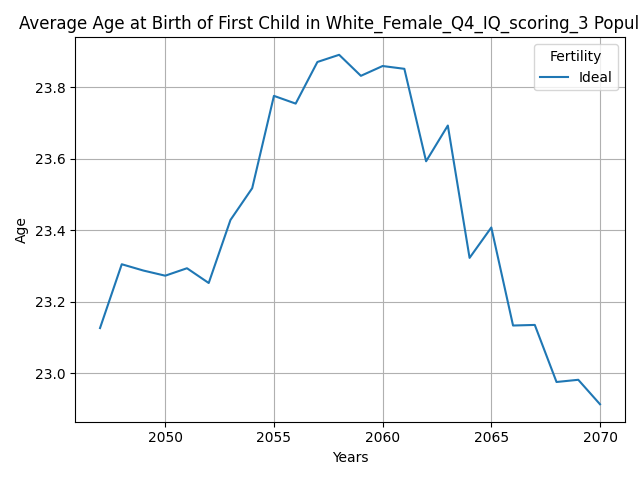 Average Age at Birth of First Child in White_Female_Q4_IQ_scoring_3 Popul
Fertility
Ideal
Age
23.8
23.6
23.4
23.2
23.0
2050 2055 2060 2065 2070
Years